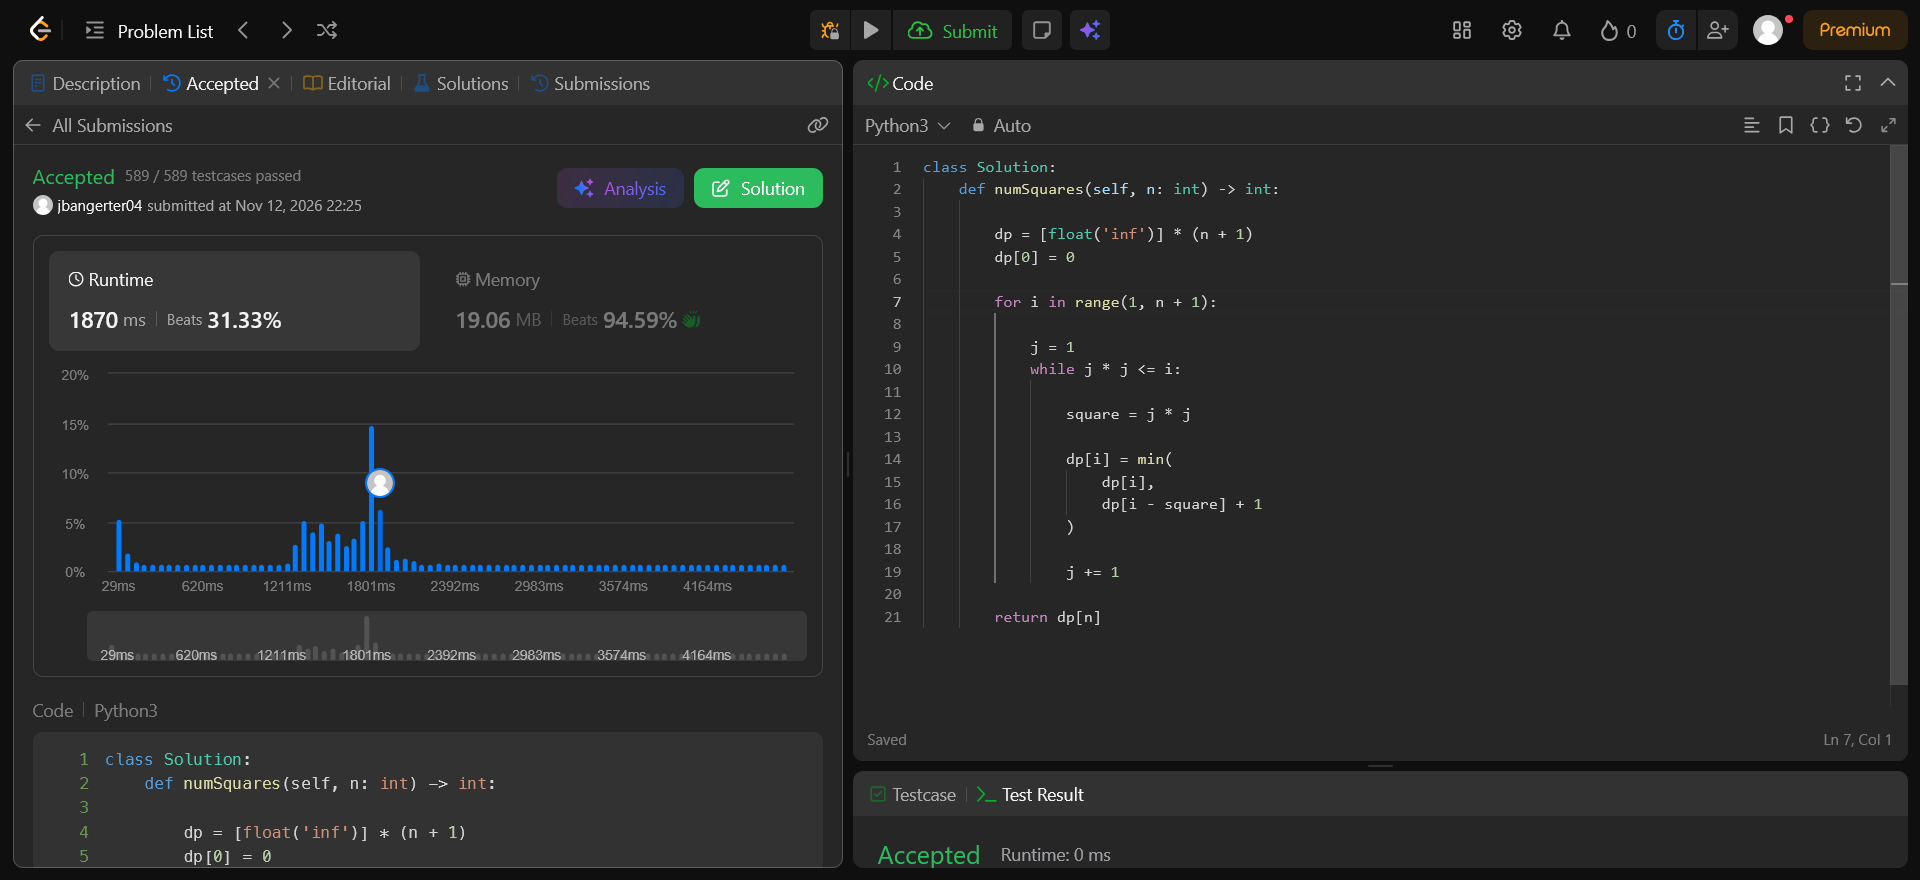 Problem List
Submit
0
Premium
Description
Accepted
Editorial
Solutions
Submissions
All Submissions
Accepted 589 / 589 testcases passed
jbangerter04 submitted at Nov 12, 2026 22:25
Analysis
Solution
Runtime
1870 ms Beats 31.33%
Memory
19.06 MB Beats 94.59%
20%
15%
10%
5%
0%
29ms 620ms 1211ms 1801ms 2392ms 2983ms 3574ms 4164ms
29ms 620ms 1211ms 1801ms 2392ms 2983ms 3574ms 4164ms
Code Python3
1 class Solution:
2     def numSquares(self, n: int) -> int:
3
4         dp = [float('inf')] * (n + 1)
5         dp[0] = 0
</> Code
Python3 Auto
1 class Solution:
2     def numSquares(self, n: int) -> int:
3
4         dp = [float('inf')] * (n + 1)
5         dp[0] = 0
6
7         for i in range(1, n + 1):
8
9             j = 1
10             while j * j <= i:
11
12                 square = j * j
13
14                 dp[i] = min(
15                     dp[i],
16                     dp[i - square] + 1
17                 )
18
19                 j += 1
20
21         return dp[n]
Saved
Ln 7, Col 1
Testcase
Test Result
Accepted Runtime: 0 ms